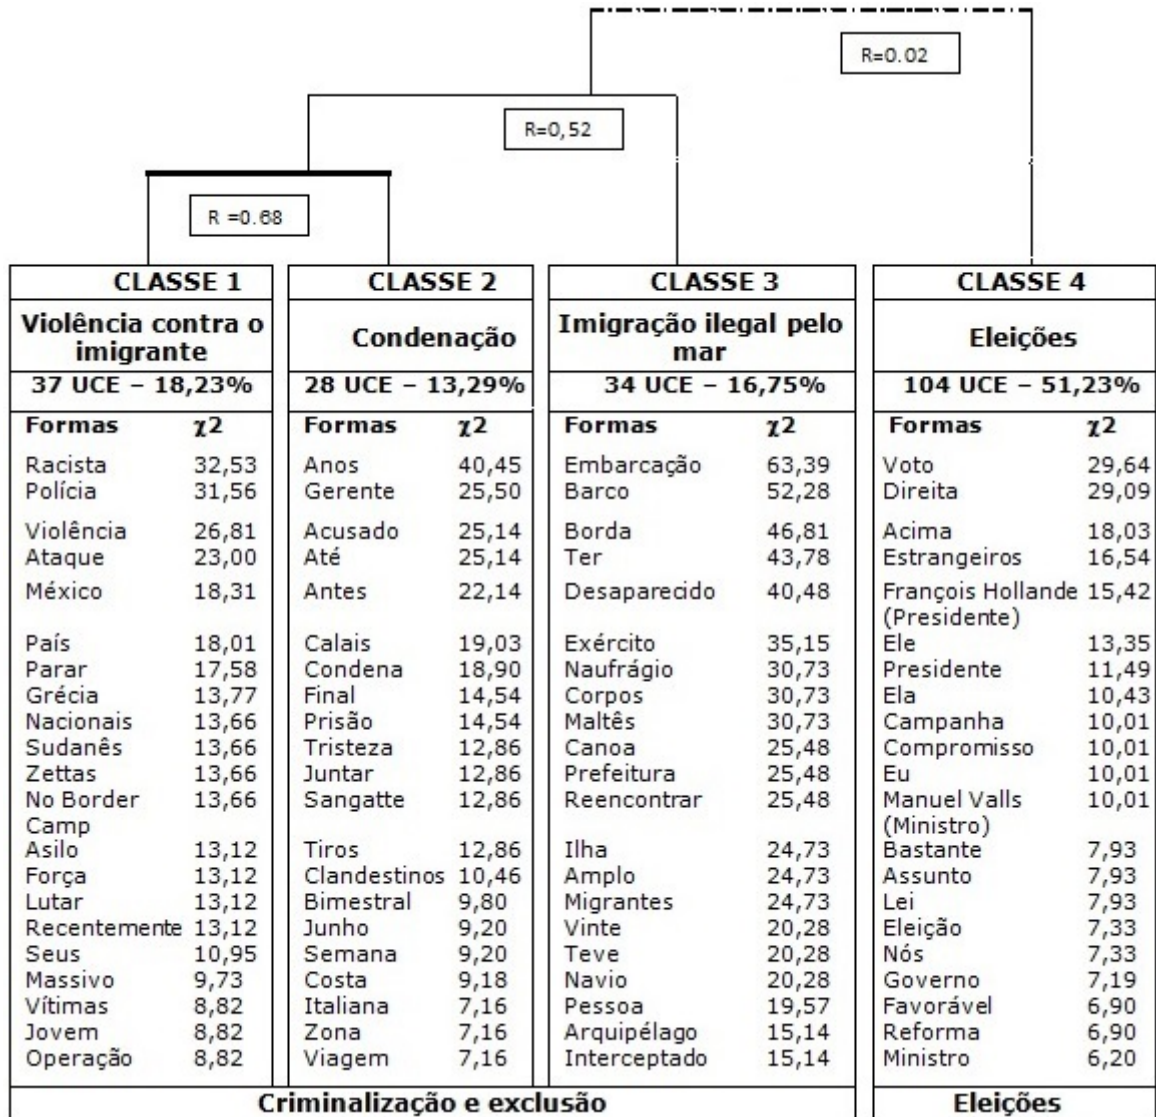 R=0.02
R=0,52
R =0.68
CLASSE 1 CLASSE 2 CLASSE 3 CLASSE 4
Violência contra o imigrante Condenação Imigração ilegal pelo mar Eleições
37 UCE – 18,23% 28 UCE – 13,29% 34 UCE – 16,75% 104 UCE – 51,23%
Formas χ2 Formas χ2 Formas χ2 Formas χ2
Racista 32,53 Anos 40,45 Embarcação 63,39 Voto 29,64
Polícia 31,56 Gerente 25,50 Barco 52,28 Direita 29,09
Violência 26,81 Acusado 25,14 Borda 46,81 Acima 18,03
Ataque 23,00 Até 25,14 Ter 43,78 Estrangeiros 16,54
México 18,31 Antes 22,14 Desaparecido 40,48 François Hollande 15,42
(Presidente)
País 18,01 Calais 19,03 Exército 35,15 Ele 13,35
Parar 17,58 Condena 18,90 Naufrágio 30,73 Presidente 11,49
Grécia 13,77 Final 14,54 Corpos 30,73 Ela 10,43
Nacionais 13,66 Prisão 14,54 Maltês 30,73 Campanha 10,01
Sudanês 13,66 Tristeza 12,86 Canoa 25,48 Compromisso 10,01
Zettas 13,66 Juntar 12,86 Prefeitura 25,48 Eu 10,01
No Border 13,66 Sangatte 12,86 Reencontrar 25,48 Manuel Valls 10,01
Camp (Ministro)
Asilo 13,12 Tiros 12,86 Ilha 24,73 Bastante 7,93
Força 13,12 Clandestinos 10,46 Amplo 24,73 Assunto 7,93
Lutar 13,12 Bimestral 9,80 Migrantes 24,73 Lei 7,93
Recentemente 13,12 Junho 9,20 Vinte 20,28 Eleição 7,33
Seus 10,95 Semana 9,20 Teve 20,28 Nós 7,33
Massivo 9,73 Costa 9,18 Navio 20,28 Governo 7,19
Vítimas 8,82 Italiana 7,16 Pessoa 19,57 Favorável 6,90
Jovem 8,82 Zona 7,16 Arquipélago 15,14 Reforma 6,90
Operação 8,82 Viagem 7,16 Interceptado 15,14 Ministro 6,20
Criminalização e exclusão Eleições